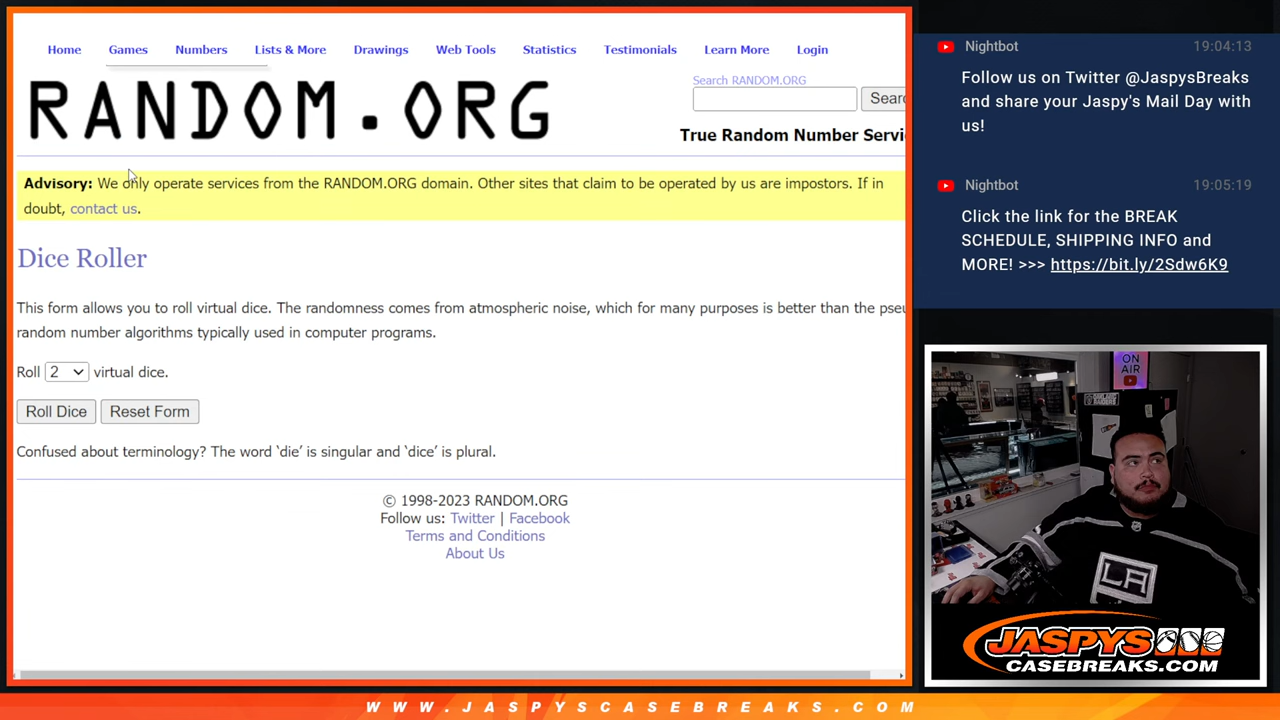 Home Games Numbers Lists & More Drawings Web Tools Statistics Testimonials Learn More Login
RANDOM.ORG
Search RANDOM.ORG
Searc
True Random Number Servi
Advisory: We only operate services from the RANDOM.ORG domain. Other sites that claim to be operated by us are impostors. If in
doubt, contact us.
Dice Roller
This form allows you to roll virtual dice. The randomness comes from atmospheric noise, which for many purposes is better than the pseu
random number algorithms typically used in computer programs.
Roll 2 virtual dice.
Roll Dice Reset Form
Confused about terminology? The word ‘die’ is singular and ‘dice’ is plural.
© 1998-2023 RANDOM.ORG
Follow us: Twitter | Facebook
Terms and Conditions
About Us
Nightbot 19:04:13
Follow us on Twitter @JaspysBreaks
and share your Jaspy's Mail Day with
us!
Nightbot 19:05:19
Click the link for the BREAK
SCHEDULE, SHIPPING INFO and
MORE! >>> https://bit.ly/2Sdw6K9
ON
AIR
LA
JASPYS
CASEBREAKS.COM
WWW.JASPYSCASEBREAKS.COM